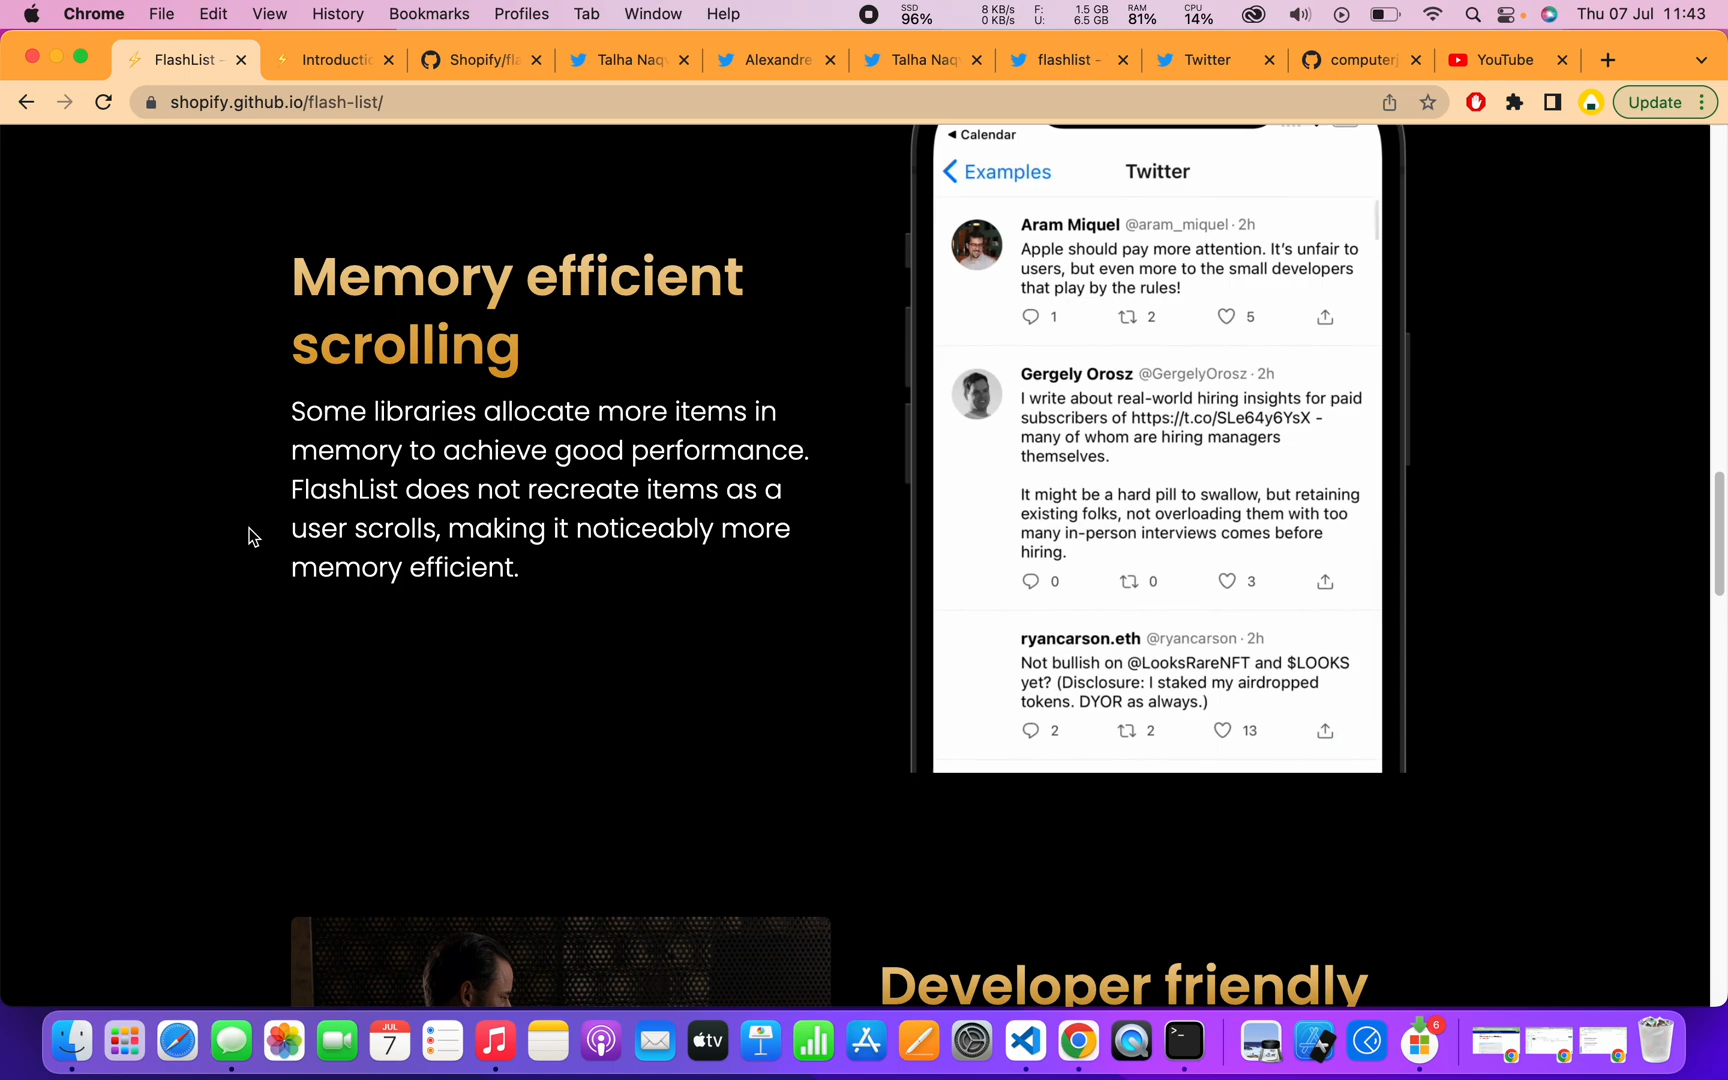 Chrome File Edit View History Bookmarks Profiles Tab Window Help SSD 96% 8 KB/s 0 KB/s F: 1.5 GB U: 6.5 GB RAM 81% CPU 14% Thu 07 Jul 11:43
FlashList - Introductio Shopify/fla Talha Naqv Alexandre Talha Naqv flashlist - Twitter computerj YouTube
shopify.github.io/flash-list/ Update
Calendar
Examples Twitter
Memory efficient
scrolling
Some libraries allocate more items in
memory to achieve good performance.
FlashList does not recreate items as a
user scrolls, making it noticeably more
memory efficient.
Aram Miquel @aram_miquel · 2h
Apple should pay more attention. It’s unfair to
users, but even more to the small developers
that play by the rules!
1 2 5
Gergely Orosz @GergelyOrosz · 2h
I write about real-world hiring insights for paid
subscribers of https://t.co/SLe64y6YsX -
many of whom are hiring managers
themselves.
It might be a hard pill to swallow, but retaining
existing folks, not overloading them with too
many in-person interviews comes before
hiring.
0 0 3
ryancarson.eth @ryancarson · 2h
Not bullish on @LooksRareNFT and $LOOKS
yet? (Disclosure: I staked my airdropped
tokens. DYOR as always.)
2 2 13
Developer friendly
JUL
7
tv
6